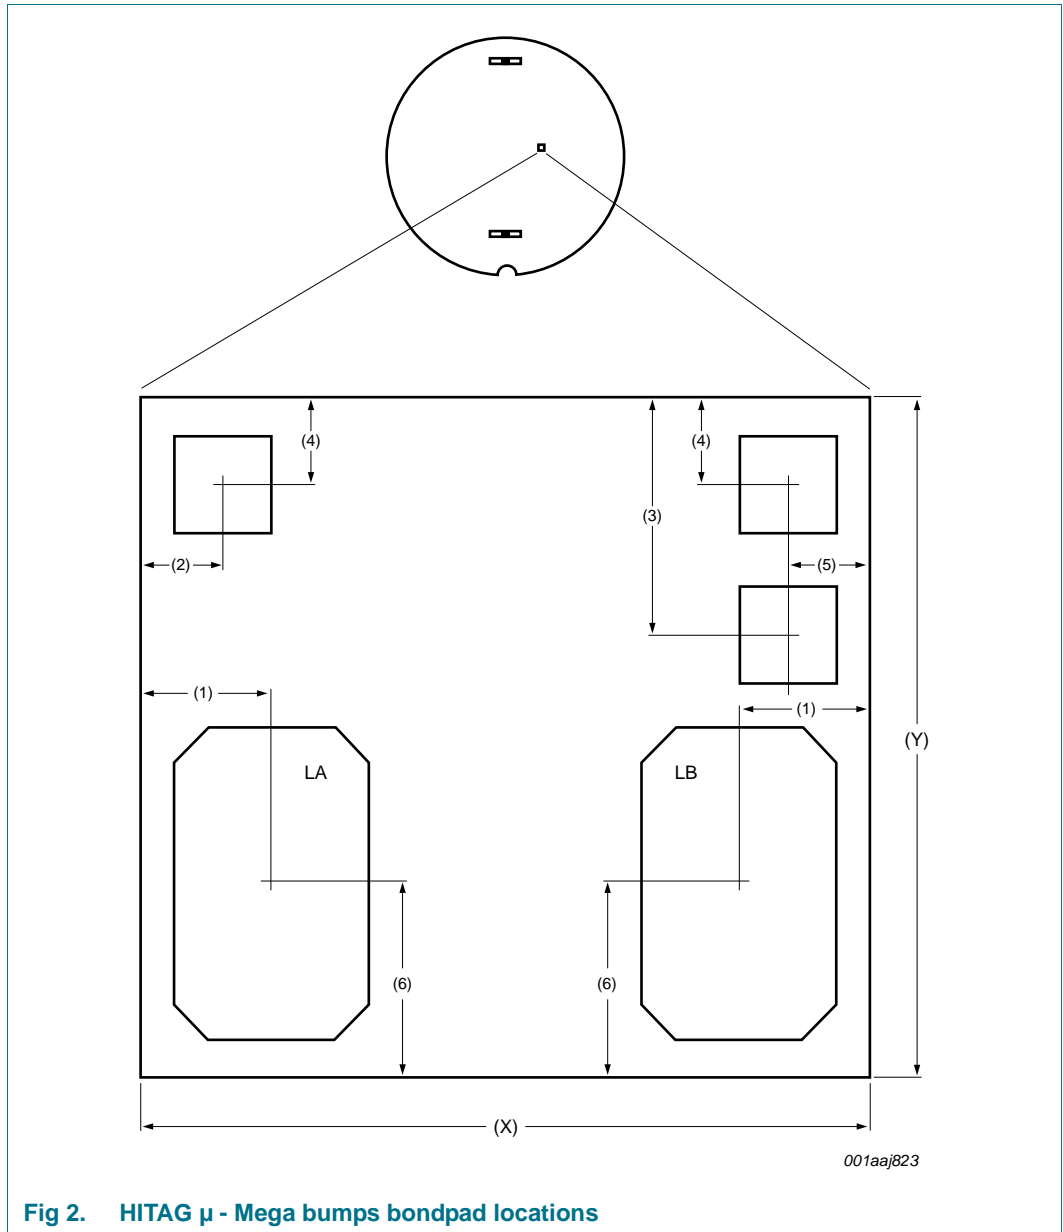 (4)
(4)
(3)
(2)
(5)
(1)
(1)
(Y)
LA
LB
(6)
(6)
(X)
001aaj823
Fig 2. HITAG µ - Mega bumps bondpad locations